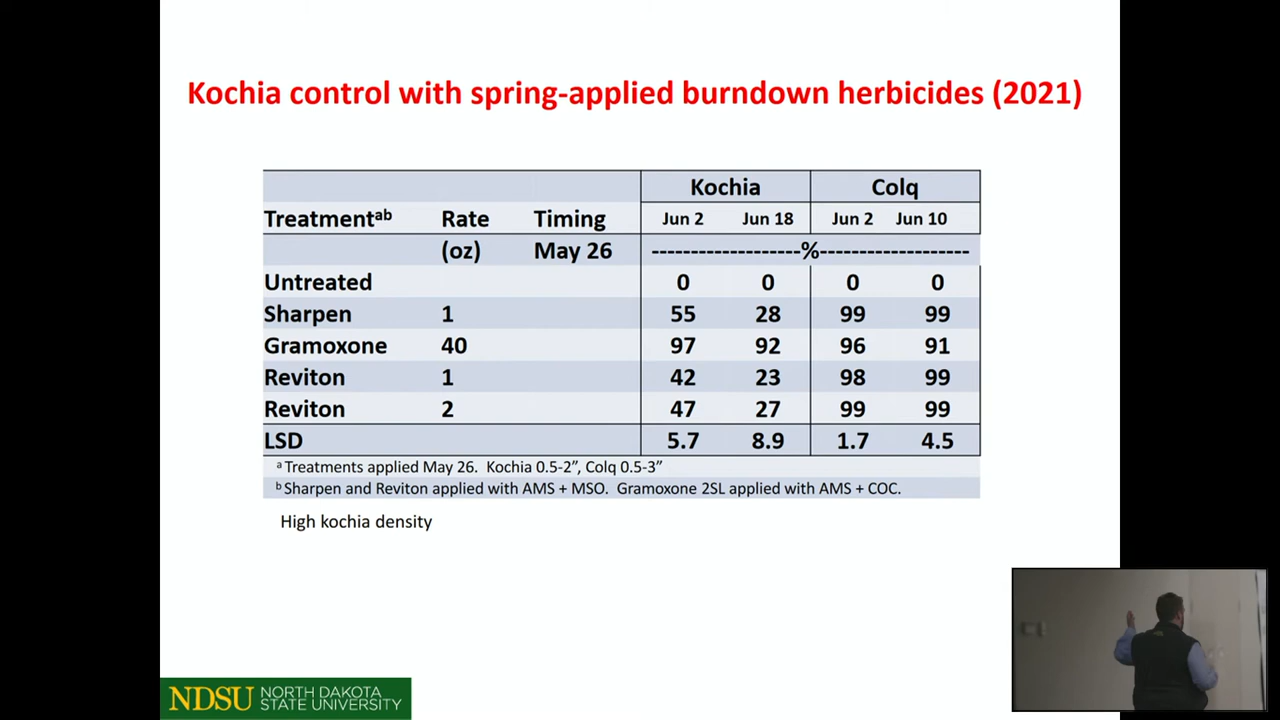 Kochia control with spring-applied burndown herbicides (2021)
Kochia Colq
Treatmentᵃᵇ Rate Timing Jun 2 Jun 18 Jun 2 Jun 10
(oz) May 26 -------------------%-------------------
Untreated 0 0 0 0
Sharpen 1 55 28 99 99
Gramoxone 40 97 92 96 91
Reviton 1 42 23 98 99
Reviton 2 47 27 99 99
LSD 5.7 8.9 1.7 4.5
ᵃ Treatments applied May 26. Kochia 0.5-2” , Colq 0.5-3”
ᵇ Sharpen and Reviton applied with AMS + MSO. Gramoxone 2SL applied with AMS + COC.
High kochia density
NDSU NORTH DAKOTA
STATE UNIVERSITY